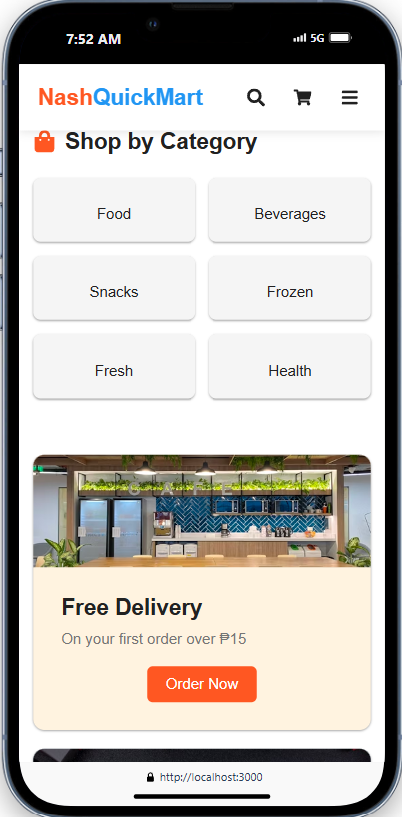 7:52 AM 5G
NashQuickMart
Shop by Category
Food Beverages
Snacks Frozen
Fresh Health
Free Delivery
On your first order over ₱15
Order Now
http://localhost:3000